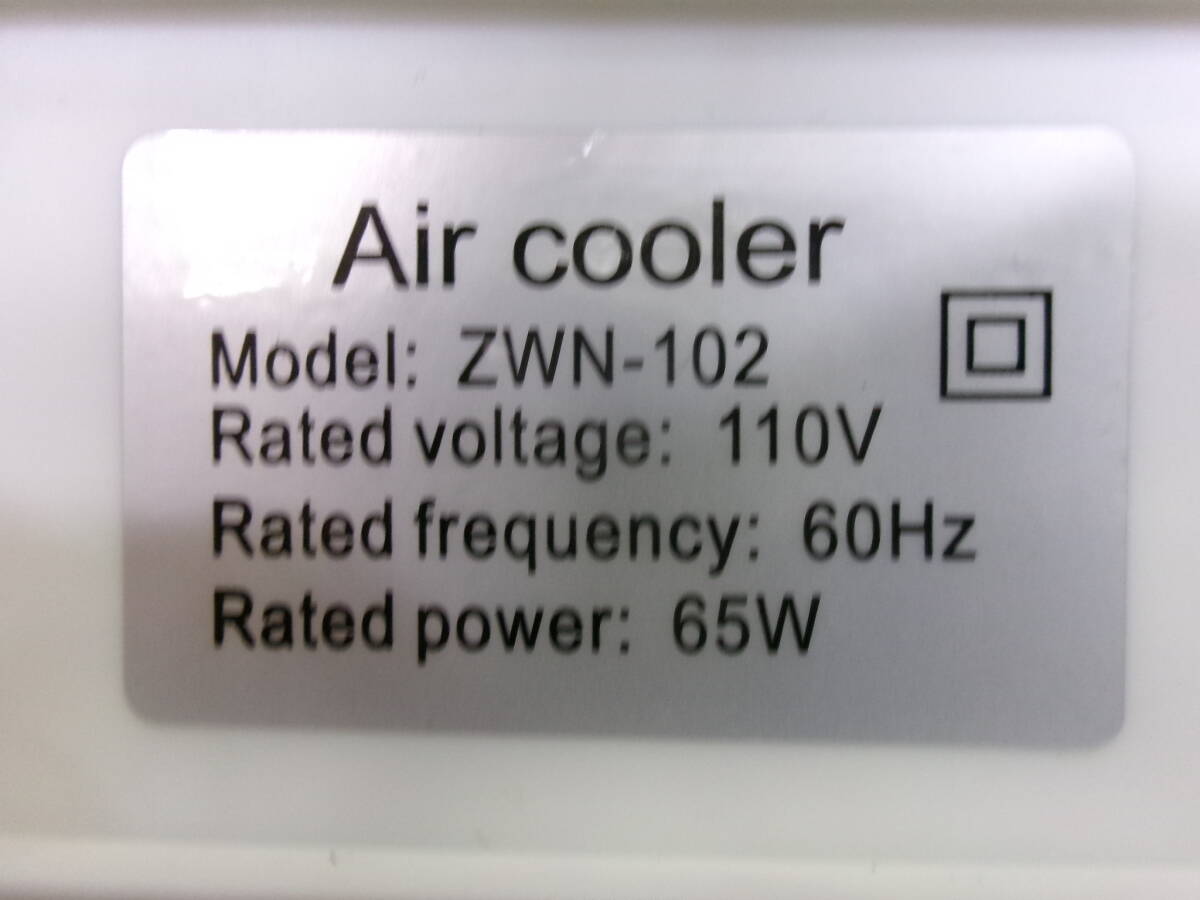 Air cooler
Model: ZWN-102
Rated voltage: 110V
Rated frequency: 60Hz
Rated power: 65W